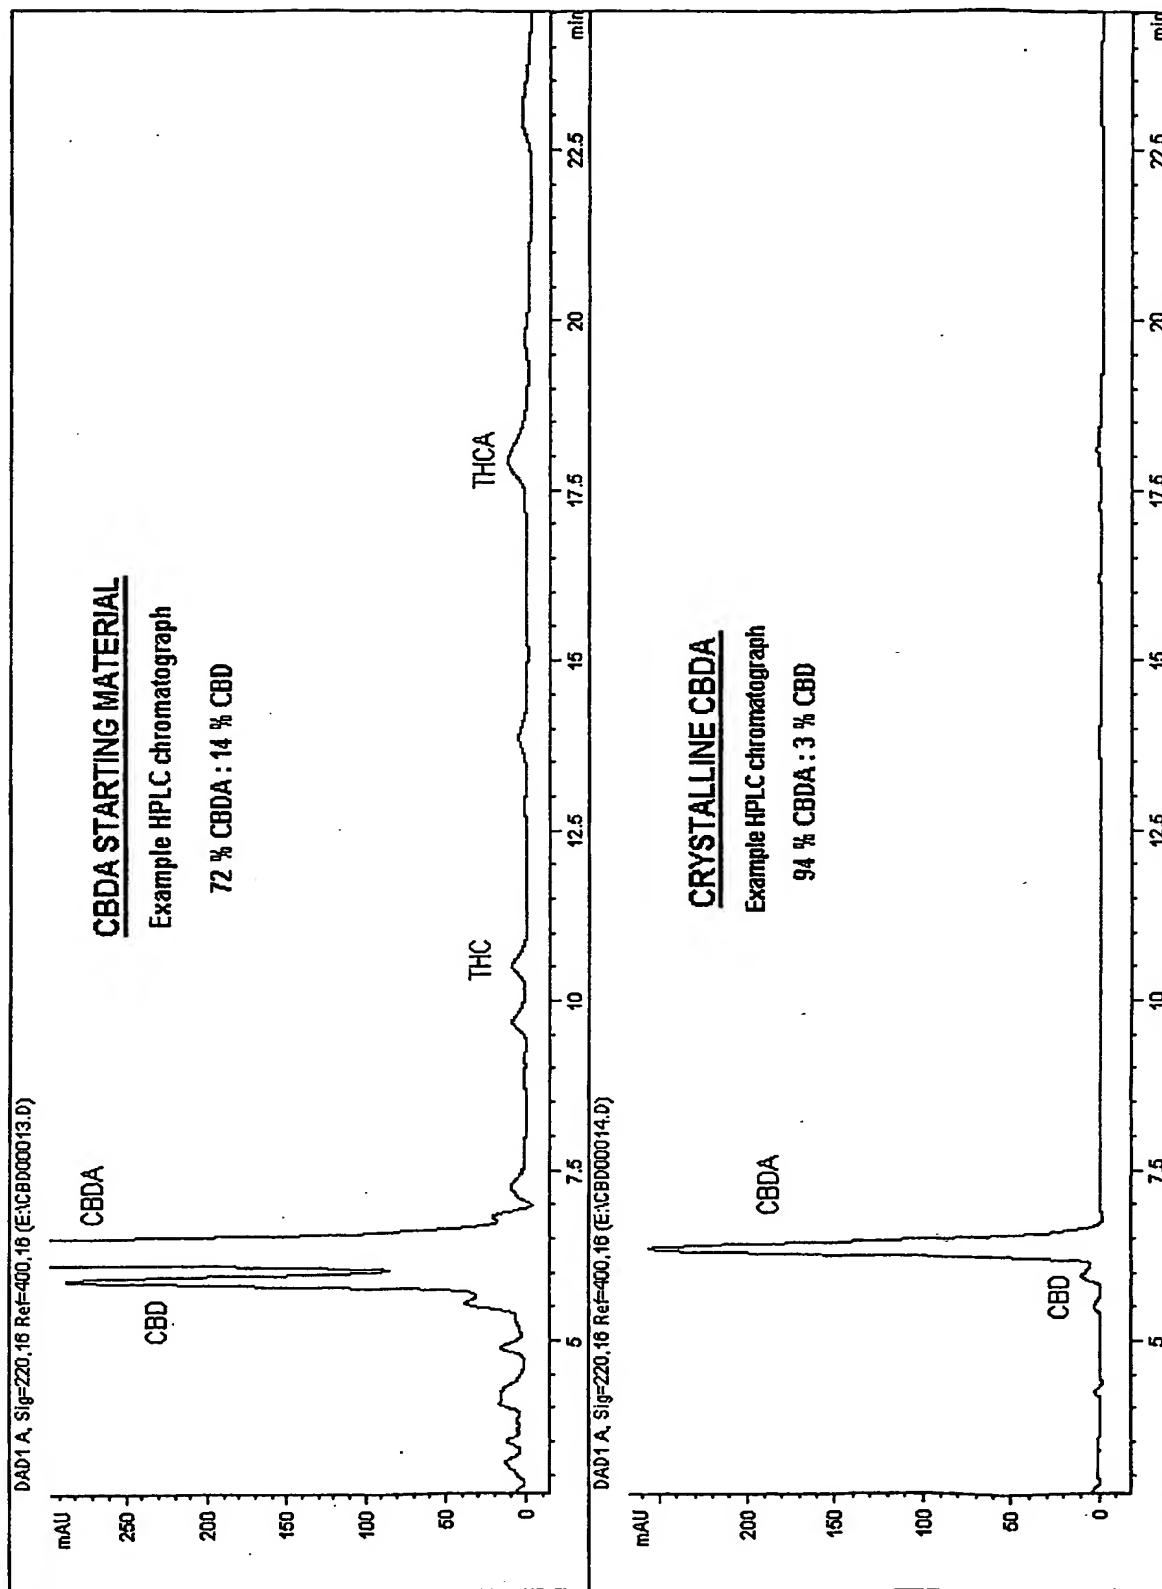 DAD1 A, Sig=220,16 Ref=400,16 (E:\CBD00013.D)
mAU
250
200
150
100
50
0
CBD
CBDA
THC
THCA
CBDA STARTING MATERIAL
Example HPLC chromatograph
72 % CBDA : 14 % CBD
5
7.5
10
12.5
15
17.5
20
22.5
min
DAD1 A, Sig=220,16 Ref=400,16 (E:\CBD00014.D)
mAU
200
150
100
50
0
CBD
CBDA
CRYSTALLINE CBDA
Example HPLC chromatograph
94 % CBDA : 3 % CBD
5
7.5
10
12.5
15
17.5
20
22.5
min